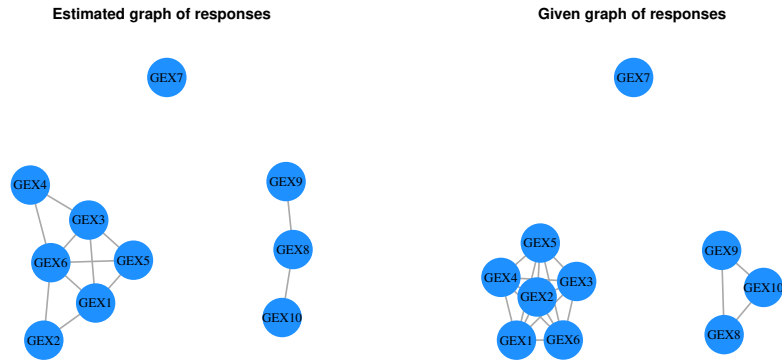 Estimated graph of responses
GEX7
GEX4
GEX3
GEX6
GEX5
GEX1
GEX2
GEX9
GEX8
GEX10
Given graph of responses
GEX7
GEX5
GEX4
GEX3
GEX2
GEX1
GEX6
GEX9
GEX10
GEX8